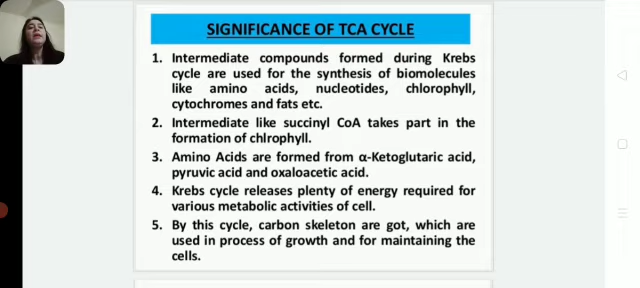 SIGNIFICANCE OF TCA CYCLE
1. Intermediate compounds formed during Krebs
cycle are used for the synthesis of biomolecules
like amino acids, nucleotides, chlorophyll,
cytochromes and fats etc.
2. Intermediate like succinyl CoA takes part in the
formation of chlrophyll.
3. Amino Acids are formed from α-Ketoglutaric acid,
pyruvic acid and oxaloacetic acid.
4. Krebs cycle releases plenty of energy required for
various metabolic activities of cell.
5. By this cycle, carbon skeleton are got, which are
used in process of growth and for maintaining the
cells.